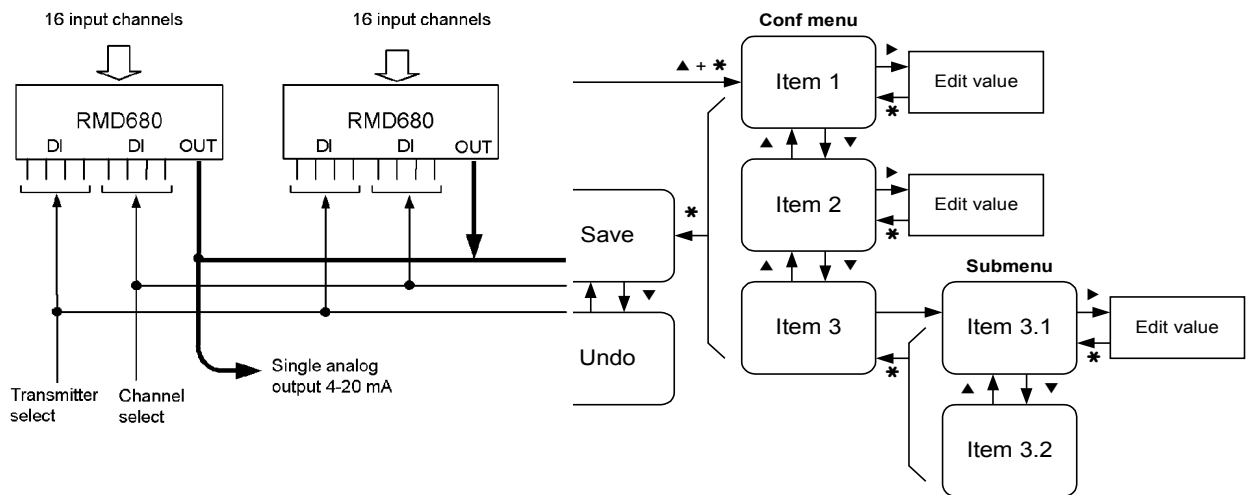 16 input channels
16 input channels
RMD680
DI DI OUT
RMD680
DI DI OUT
Transmitter
select
Channel
select
Single analog
output 4-20 mA
Conf menu
▲ + *
Item 1
►
*
Edit value
▲ ▼
Item 2
►
*
Edit value
Save
*
▲ ▼
▼
Undo
Item 3
*
Submenu
Item 3.1
►
*
Edit value
▲ ▼
Item 3.2